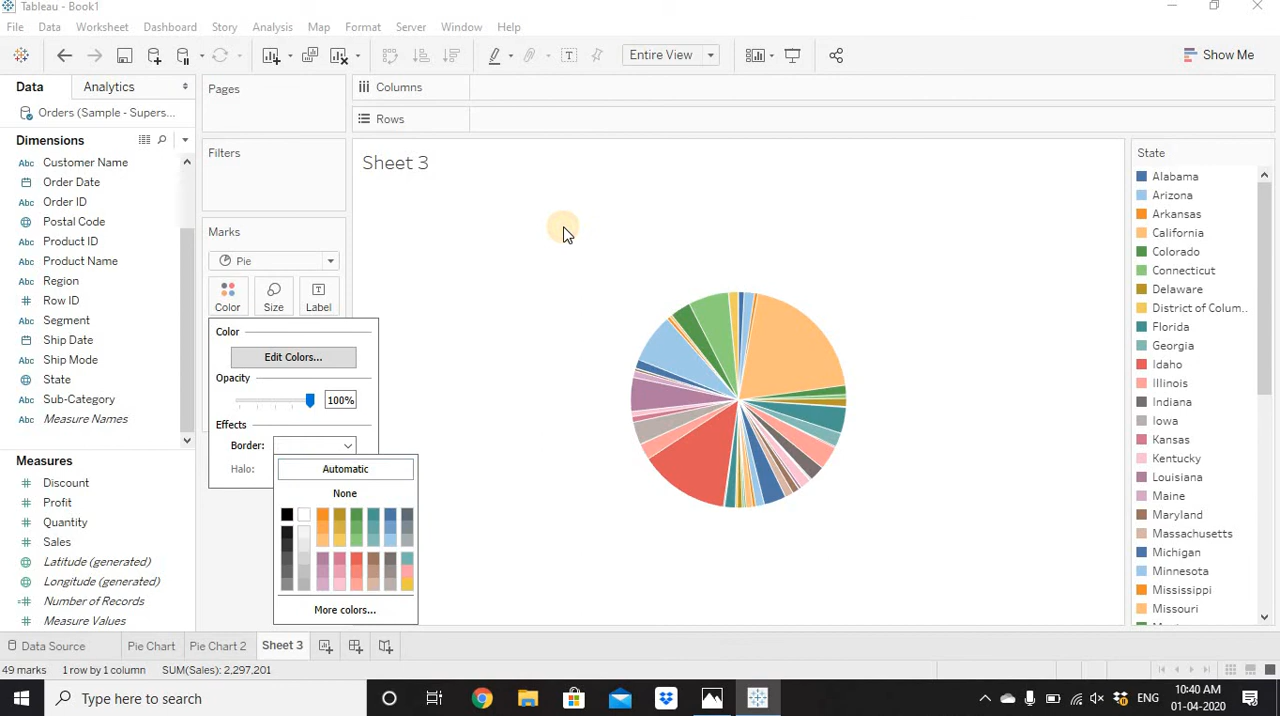 Tableau - Book1
File Data Worksheet Dashboard Story Analysis Map Format Server Window Help
Entire View
Show Me
Data Analytics
Orders (Sample - Supers...
Dimensions
Customer Name
Order Date
Order ID
Postal Code
Product ID
Product Name
Region
Row ID
Segment
Ship Date
Ship Mode
State
Sub-Category
Measure Names
Measures
Discount
Profit
Quantity
Sales
Latitude (generated)
Longitude (generated)
Number of Records
Measure Values
Pages
Filters
Marks
Pie
Color Size Label
Color
Edit Colors...
Opacity
100%
Effects
Border:
Halo:
Automatic
None
More colors...
Columns
Rows
Sheet 3
State
Alabama
Arizona
Arkansas
California
Colorado
Connecticut
Delaware
District of Colum..
Florida
Georgia
Idaho
Illinois
Indiana
Iowa
Kansas
Kentucky
Louisiana
Maine
Maryland
Massachusetts
Michigan
Minnesota
Mississippi
Missouri
Data Source Pie Chart Pie Chart 2 Sheet 3
49 marks 1 row by 1 column SUM(Sales): 2,297,201
Type here to search
ENG
10:40 AM
01-04-2020